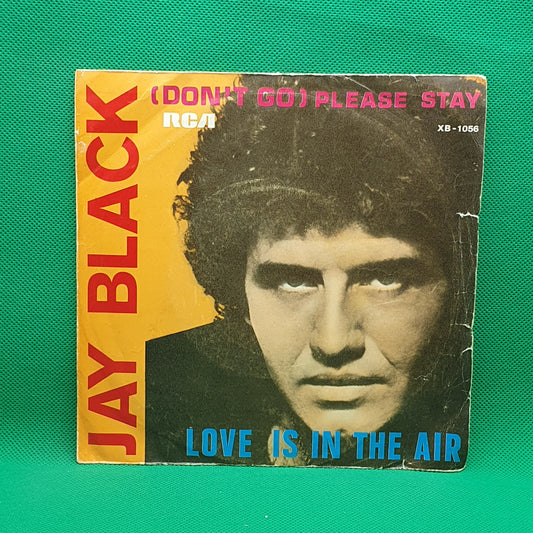 JAY BLACK
(DON'T GO) PLEASE STAY
RCA
XB-1056
LOVE IS IN THE AIR